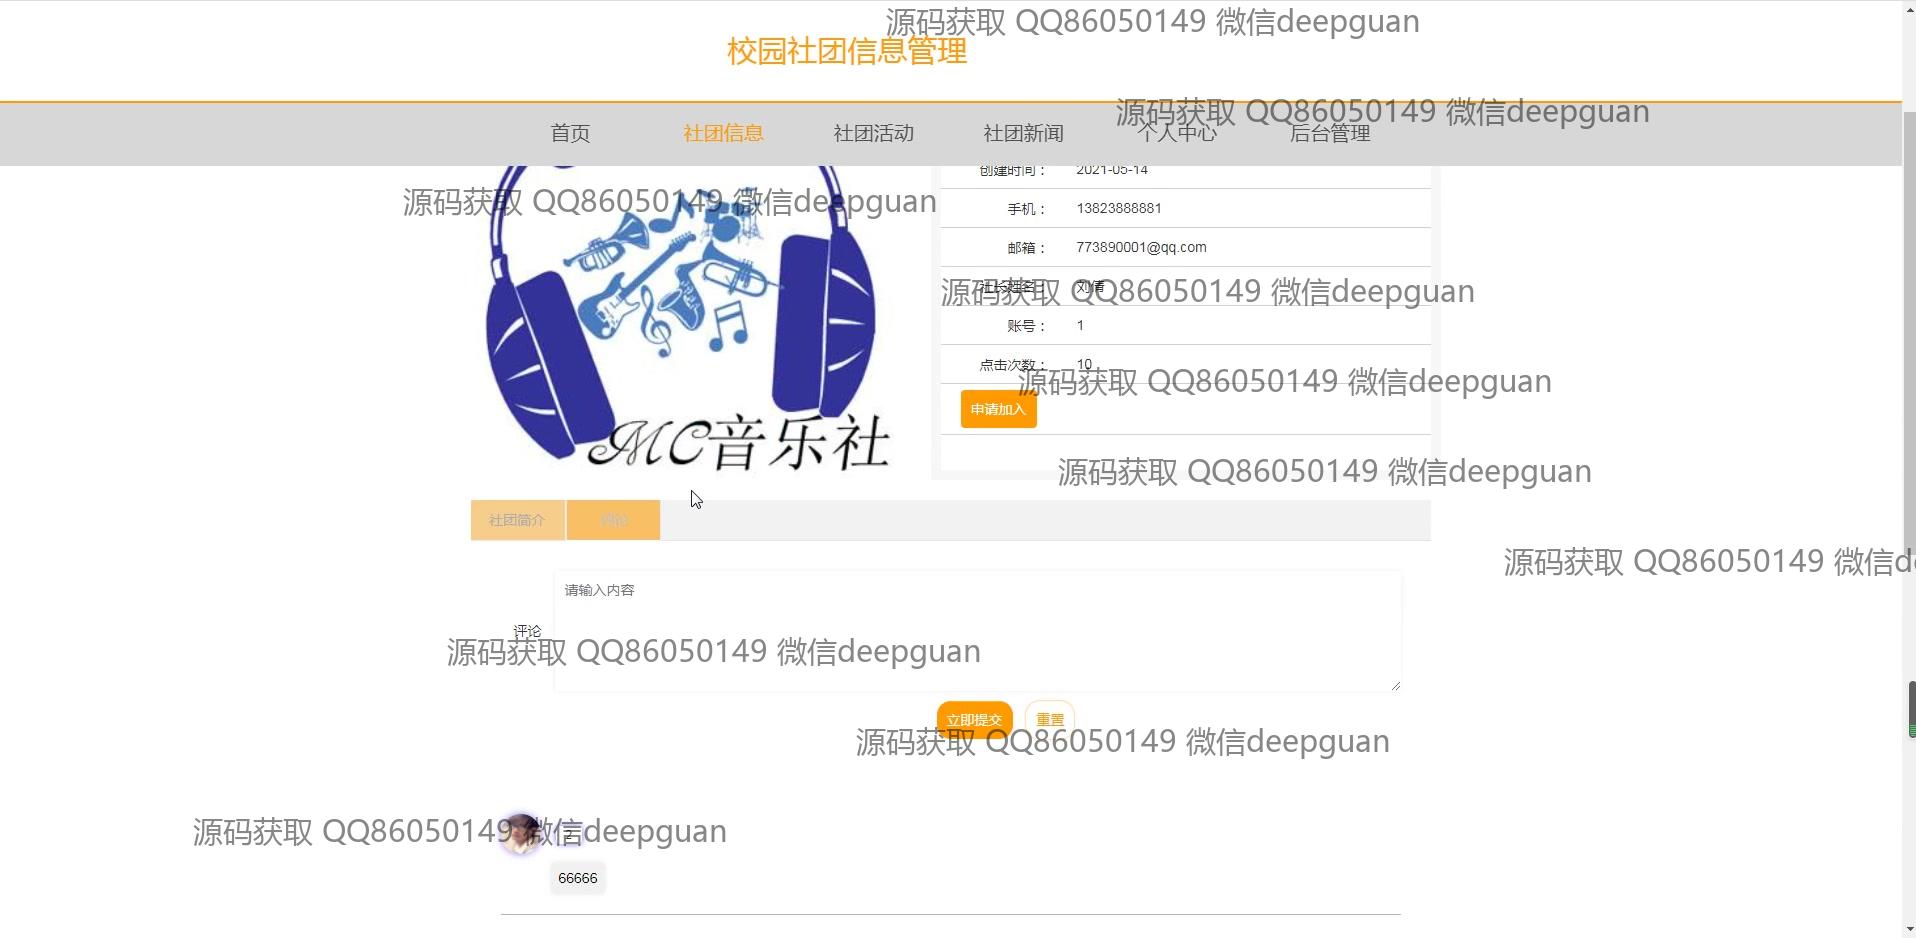 源码获取 QQ86050149 微信deepguan
校园社团信息管理
源码获取 QQ86050149 微信deepguan
首页 社团信息 社团活动 社团新闻 个人中心 后台管理
创建时间： 2021-05-14
源码获取 QQ86050149 微信deepguan
手机： 13823888881
邮箱： 773890001@qq.com
社长姓名： 刘倩
源码获取 QQ86050149 微信deepguan
账号： 1
点击次数： 10
源码获取 QQ86050149 微信deepguan
申请加入
MC音乐社
源码获取 QQ86050149 微信deepguan
社团简介 评论
源码获取 QQ86050149 微信d
请输入内容
评论
源码获取 QQ86050149 微信deepguan
立即提交 重置
源码获取 QQ86050149 微信deepguan
源码获取 QQ86050149 微信deepguan
2
66666